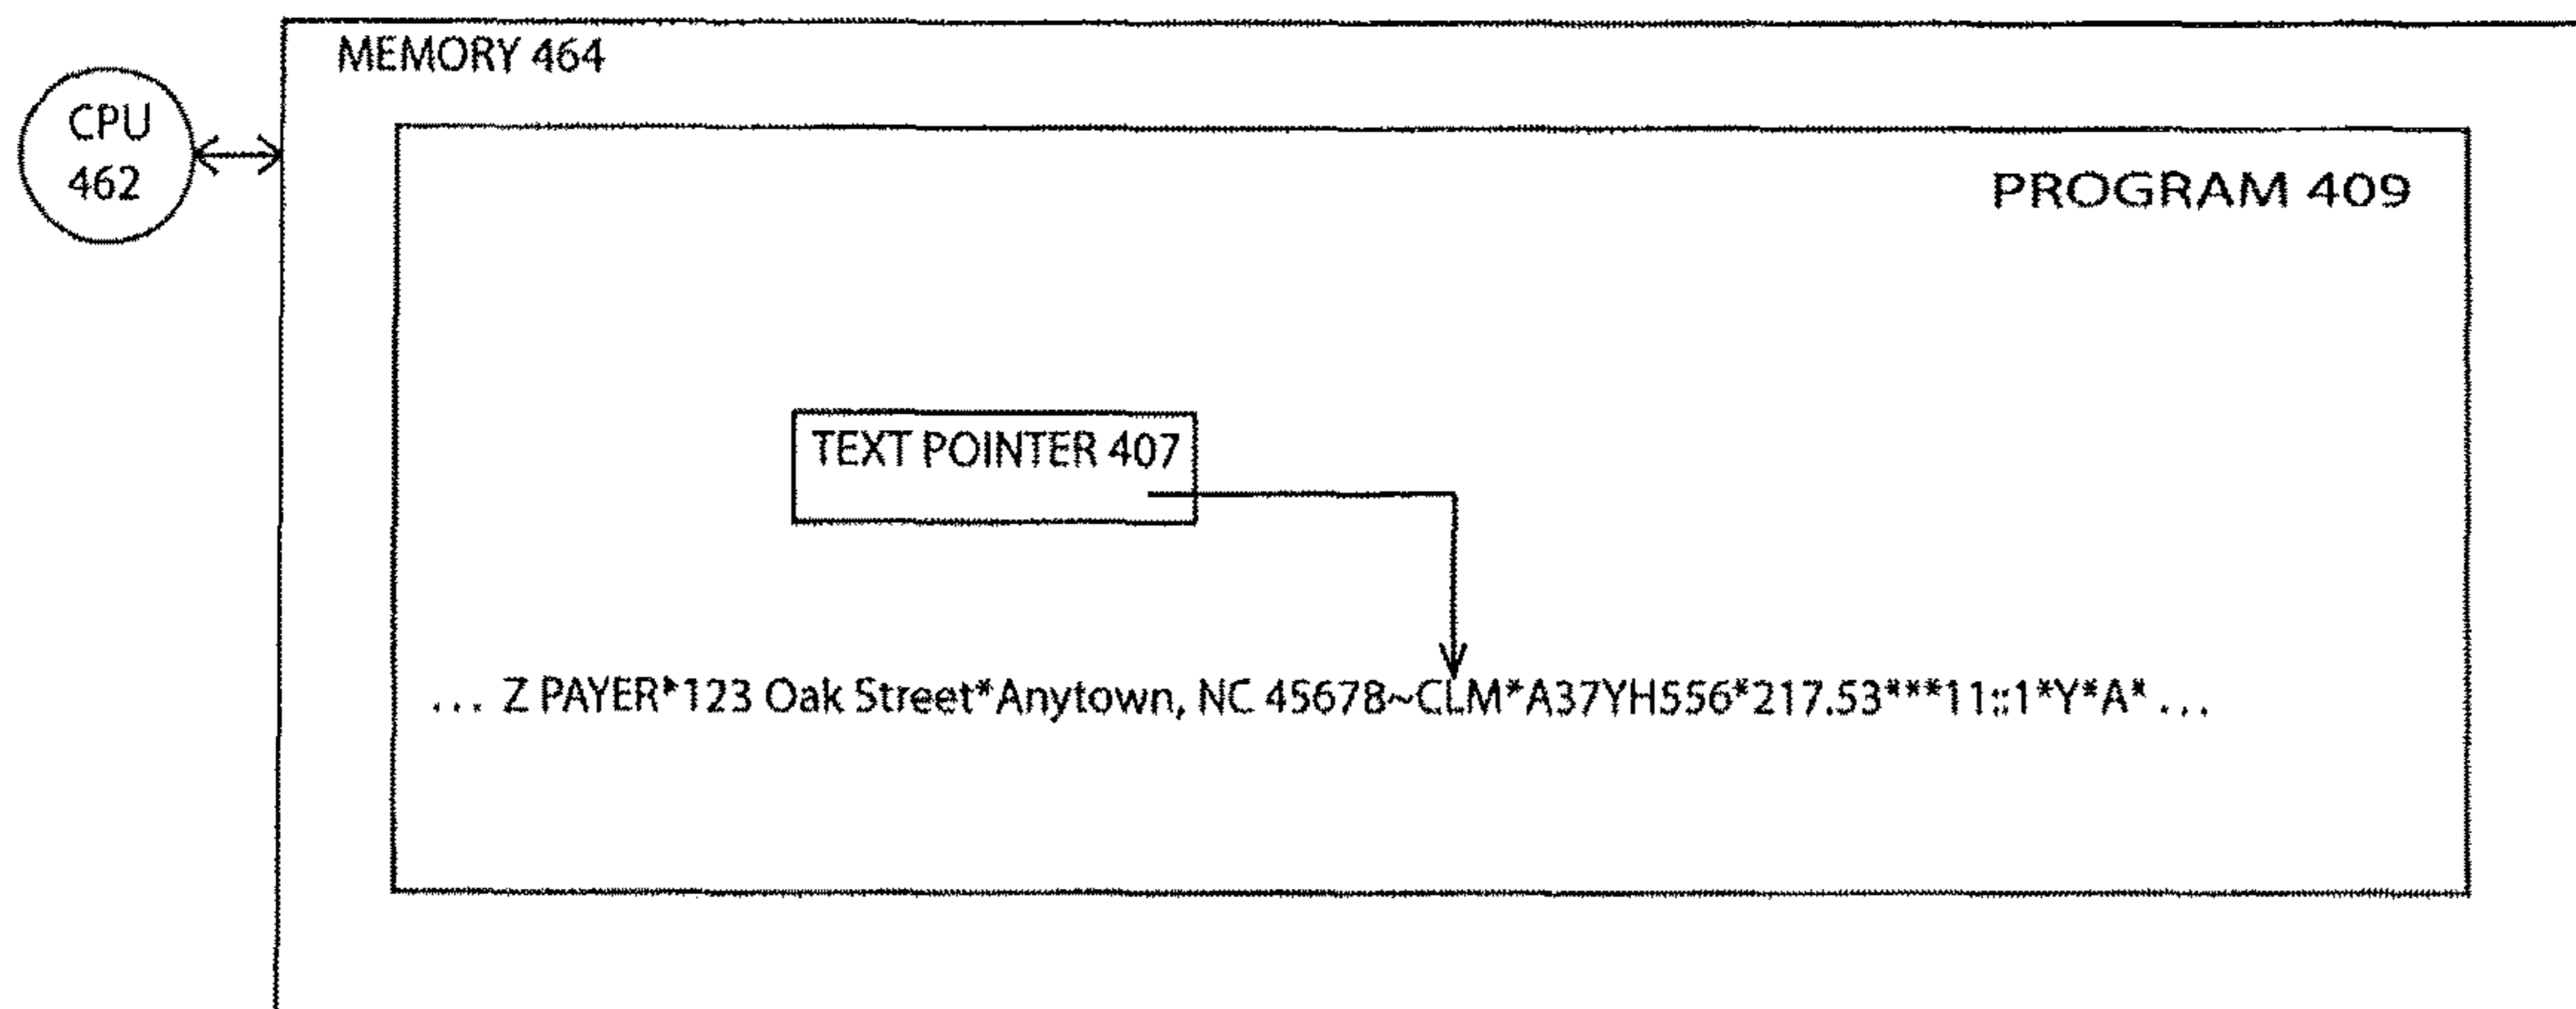 MEMORY 464
CPU
462
PROGRAM 409
TEXT POINTER 407
... Z PAYER*123 Oak Street*Anytown, NC 45678~CLM*A37YH556*217.53***11::1*Y*A* ...